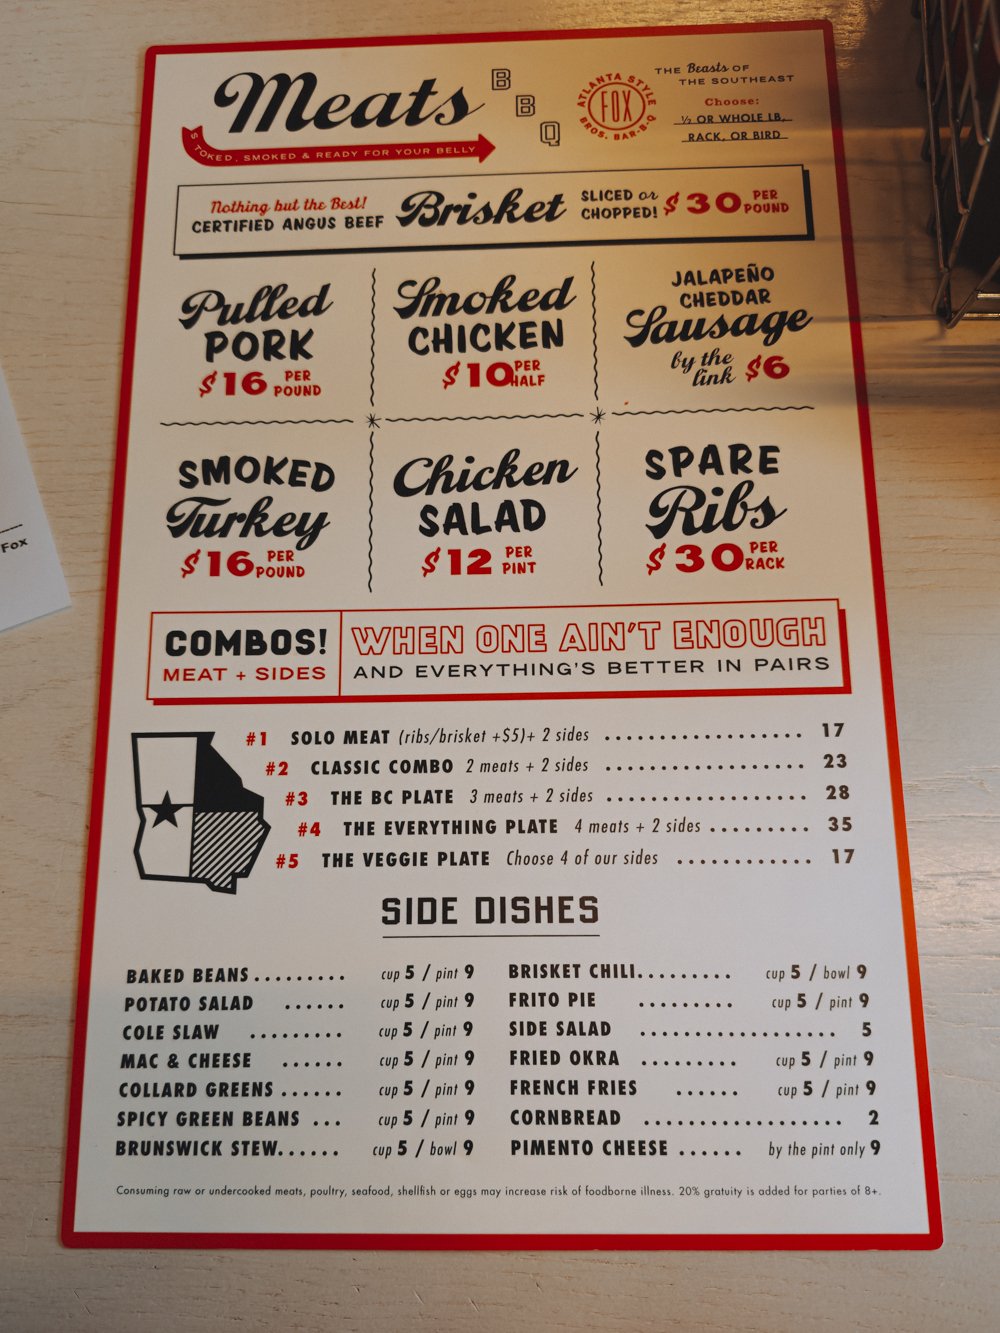 Meats
BBQ
STOKED, SMOKED & READY FOR YOUR BELLY
ATLANTA STYLE
FOX
BROS. BAR-B-Q
THE Beasts OF
THE SOUTHEAST
Choose:
½ OR WHOLE LB,
RACK, OR BIRD
Nothing but the Best!
CERTIFIED ANGUS BEEF
Brisket
SLICED or
CHOPPED!
$30 PER
POUND
Pulled
PORK
$16 PER
POUND
Smoked
CHICKEN
$10 PER
HALF
JALAPEÑO
CHEDDAR
Sausage
by the
link $6
SMOKED
Turkey
$16 PER
POUND
Chicken
SALAD
$12 PER
PINT
SPARE
Ribs
$30 PER
RACK
COMBOS!
MEAT + SIDES
WHEN ONE AIN'T ENOUGH
AND EVERYTHING'S BETTER IN PAIRS
#1 SOLO MEAT (ribs/brisket +$5)+ 2 sides .................... 17
#2 CLASSIC COMBO 2 meats + 2 sides .................... 23
#3 THE BC PLATE 3 meats + 2 sides .................... 28
#4 THE EVERYTHING PLATE 4 meats + 2 sides .......... 35
#5 THE VEGGIE PLATE Choose 4 of our sides ............. 17
SIDE DISHES
BAKED BEANS ......... cup 5 / pint 9
POTATO SALAD ...... cup 5 / pint 9
COLE SLAW ......... cup 5 / pint 9
MAC & CHEESE ...... cup 5 / pint 9
COLLARD GREENS ...... cup 5 / pint 9
SPICY GREEN BEANS ... cup 5 / pint 9
BRUNSWICK STEW...... cup 5 / bowl 9
BRISKET CHILI......... cup 5 / bowl 9
FRITO PIE ......... cup 5 / pint 9
SIDE SALAD .................. 5
FRIED OKRA ......... cup 5 / pint 9
FRENCH FRIES ...... cup 5 / pint 9
CORNBREAD .................. 2
PIMENTO CHEESE ...... by the pint only 9
Consuming raw or undercooked meats, poultry, seafood, shellfish or eggs may increase risk of foodborne illness. 20% gratuity is added for parties of 8+.
Fox